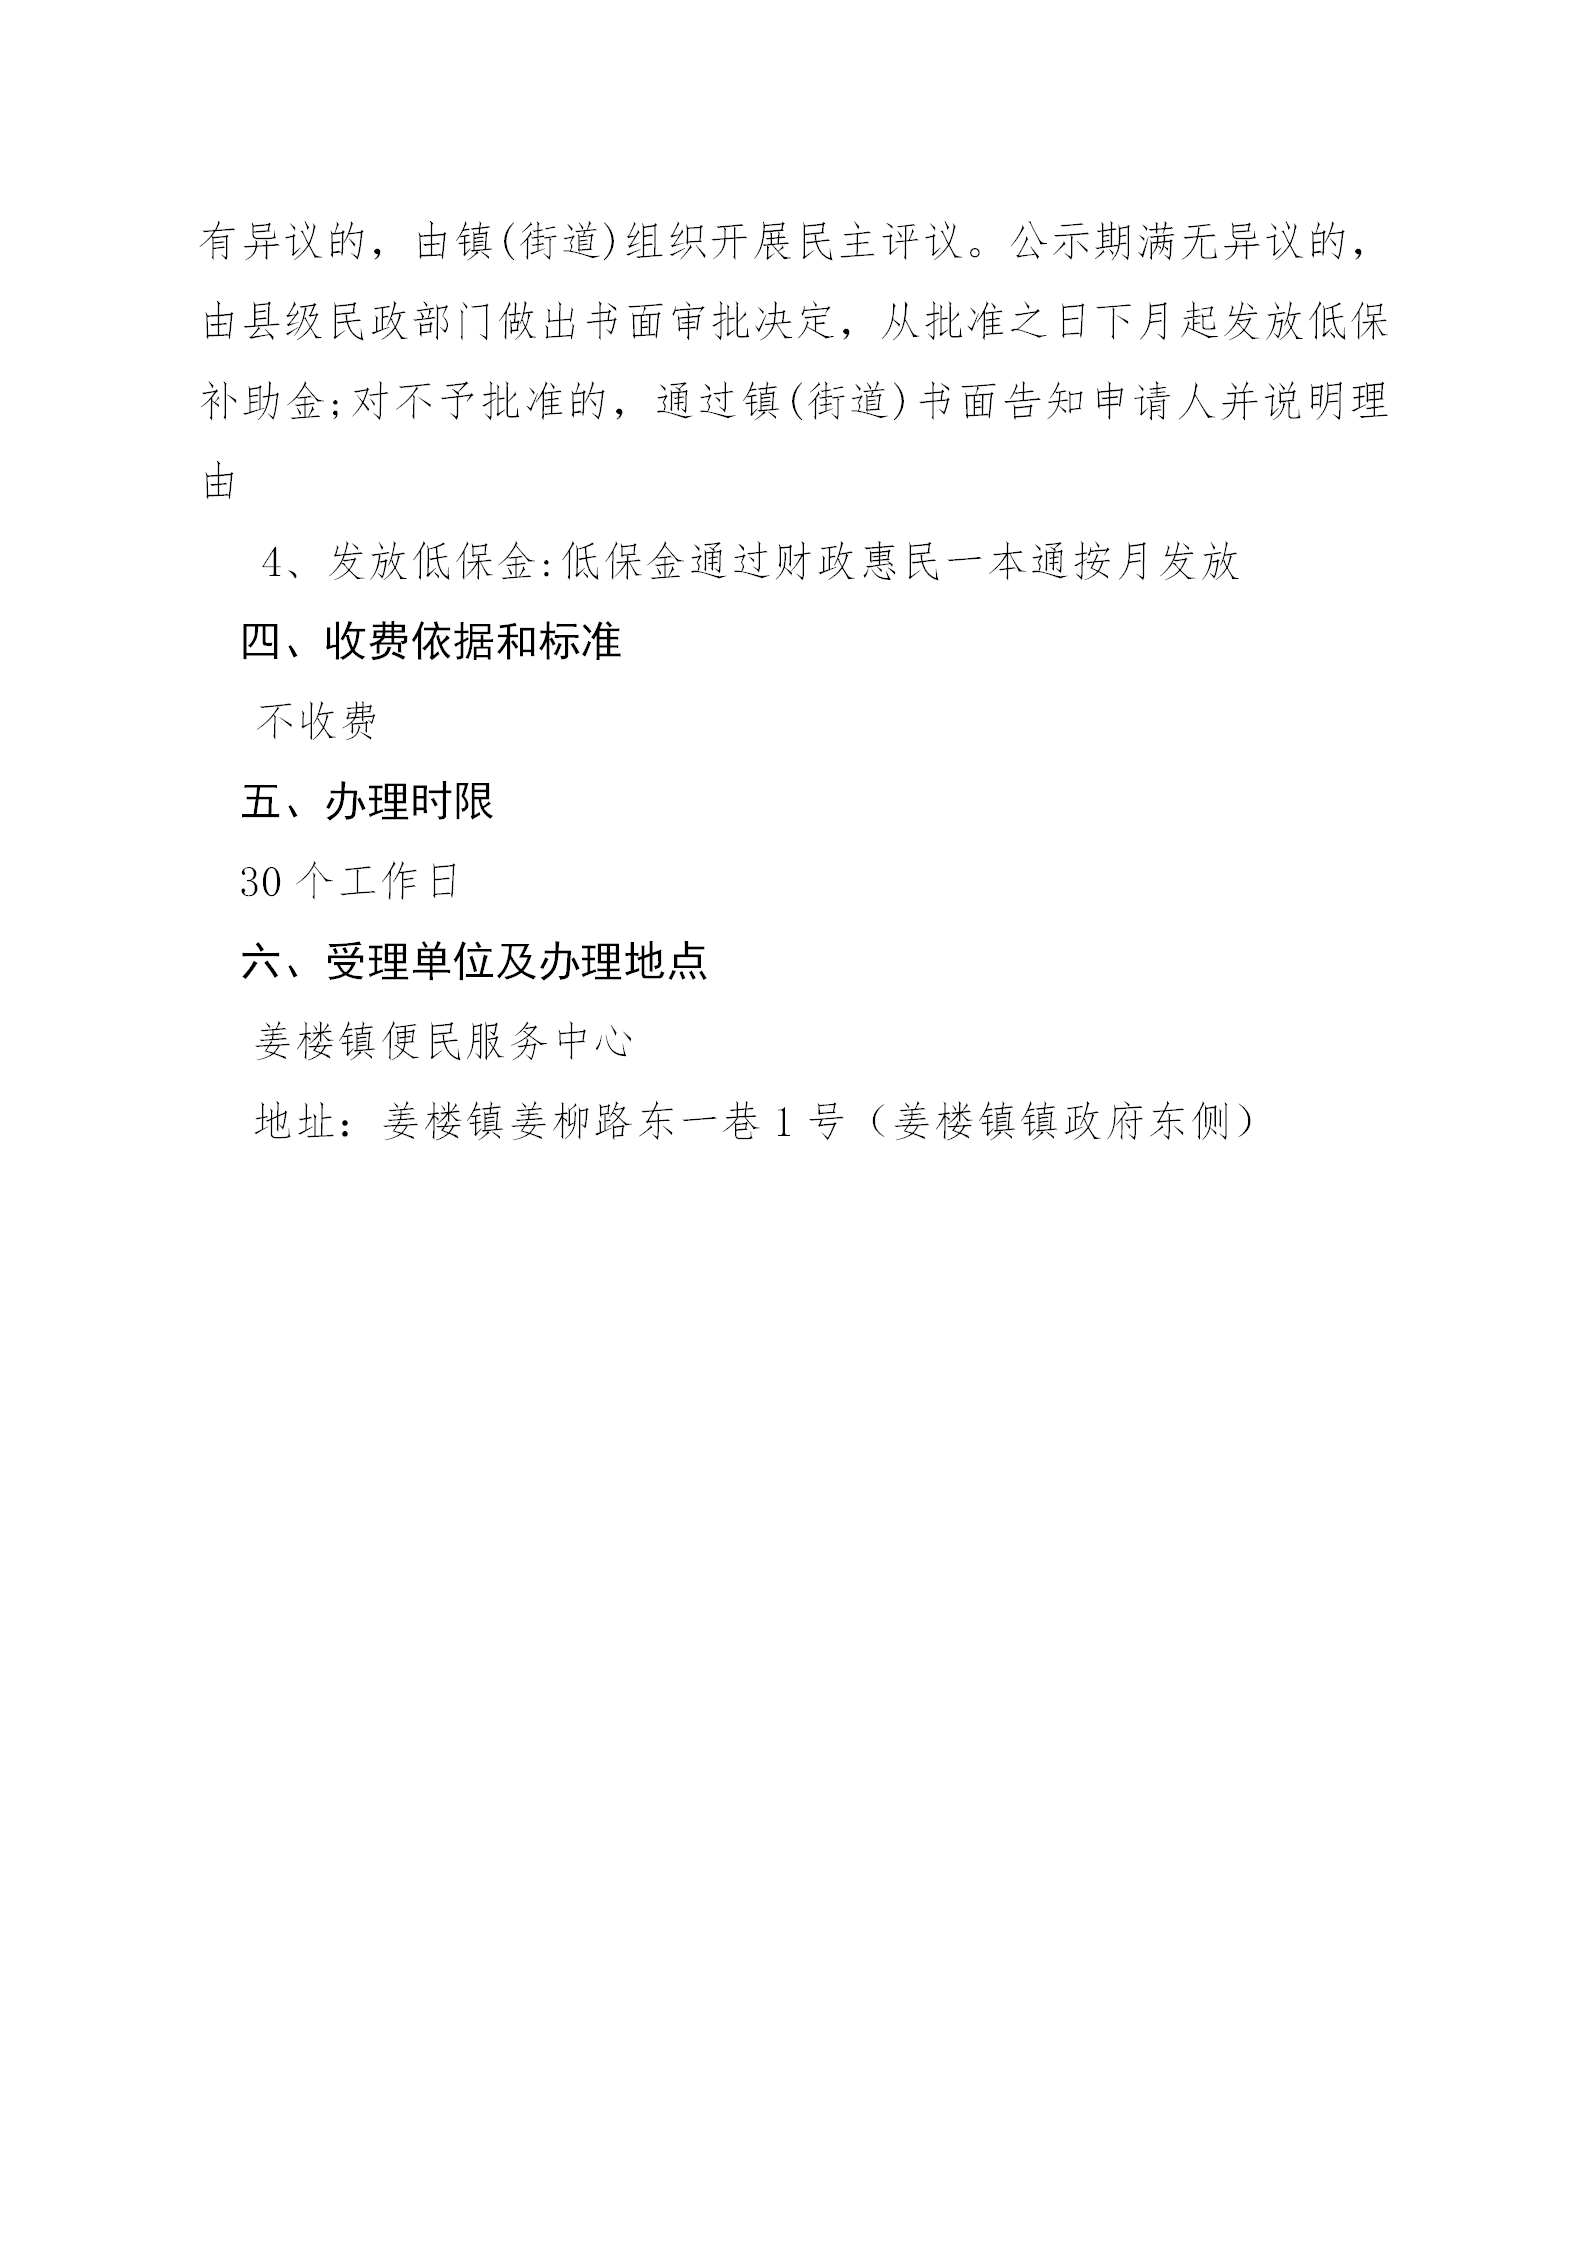 有异议的，由镇(街道)组织开展民主评议。公示期满无异议的，
由县级民政部门做出书面审批决定，从批准之日下月起发放低保
补助金;对不予批准的，通过镇(街道)书面告知申请人并说明理
由
4、发放低保金:低保金通过财政惠民一本通按月发放
四、收费依据和标准
不收费
五、办理时限
30 个工作日
六、受理单位及办理地点
姜楼镇便民服务中心
地址：姜楼镇姜柳路东一巷 1 号（姜楼镇镇政府东侧）